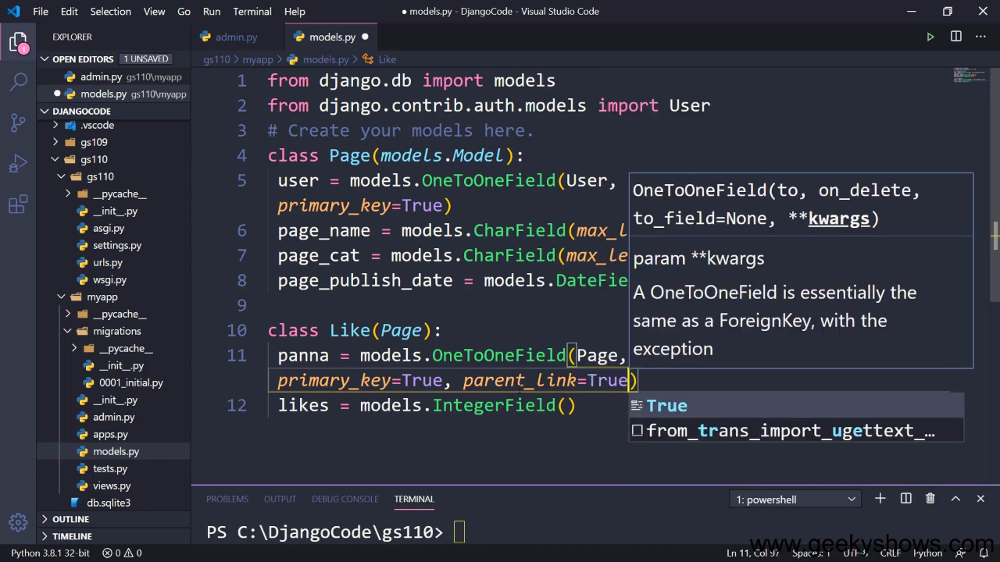 File Edit Selection View Go Run Terminal Help ● models.py - DjangoCode - Visual Studio Code
EXPLORER
admin.py
models.py ●
OPEN EDITORS 1 UNSAVED
gs110 > myapp > models.py > Like
admin.py gs110\myapp
models.py gs110\myapp
DJANGOCODE
.vscode
gs109
gs110
gs110
__pycache__
__init__.py
asgi.py
settings.py
urls.py
wsgi.py
myapp
__pycache__
migrations
__pycache__
__init__.py
0001_initial.py
__init__.py
admin.py
apps.py
models.py
tests.py
views.py
db.sqlite3
OUTLINE
TIMELINE
1 from django.db import models
2 from django.contrib.auth.models import User
3 # Create your models here.
4 class Page(models.Model):
5 user = models.OneToOneField(User,
primary_key=True)
6 page_name = models.CharField(max_l
7 page_cat = models.CharField(max_le
8 page_publish_date = models.DateFie
9
10 class Like(Page):
11 panna = models.OneToOneField(Page,
primary_key=True, parent_link=True)
12 likes = models.IntegerField()
OneToOneField(to, on_delete,
to_field=None, **kwargs)
param **kwargs
A OneToOneField is essentially the
same as a ForeignKey, with the
exception
True
from_trans_import_ugettext_…
PROBLEMS OUTPUT DEBUG CONSOLE TERMINAL 1: powershell
PS C:\DjangoCode\gs110>
www.geekyshows.com
1
Python 3.8.1 32-bit 0 0 Ln 11, Col 97 Spaces: 1 UTF-8 CRLF Python